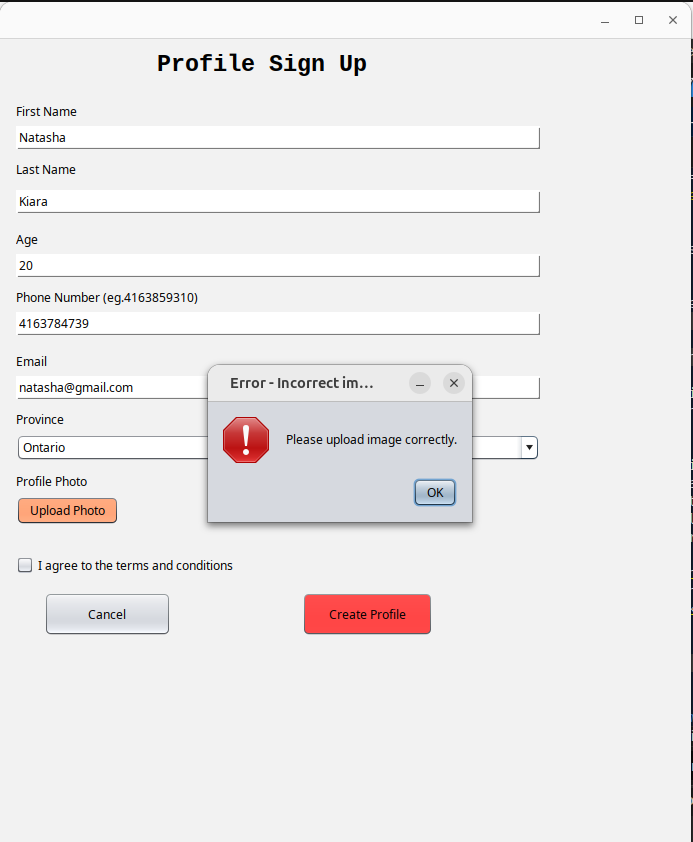 Profile Sign Up
First Name
Natasha
Last Name
Kiara
Age
20
Phone Number (eg.4163859310)
4163784739
Email
natasha@gmail.com
Error - Incorrect im...
Province
Ontario
Please upload image correctly.
OK
Profile Photo
Upload Photo
I agree to the terms and conditions
Cancel
Create Profile